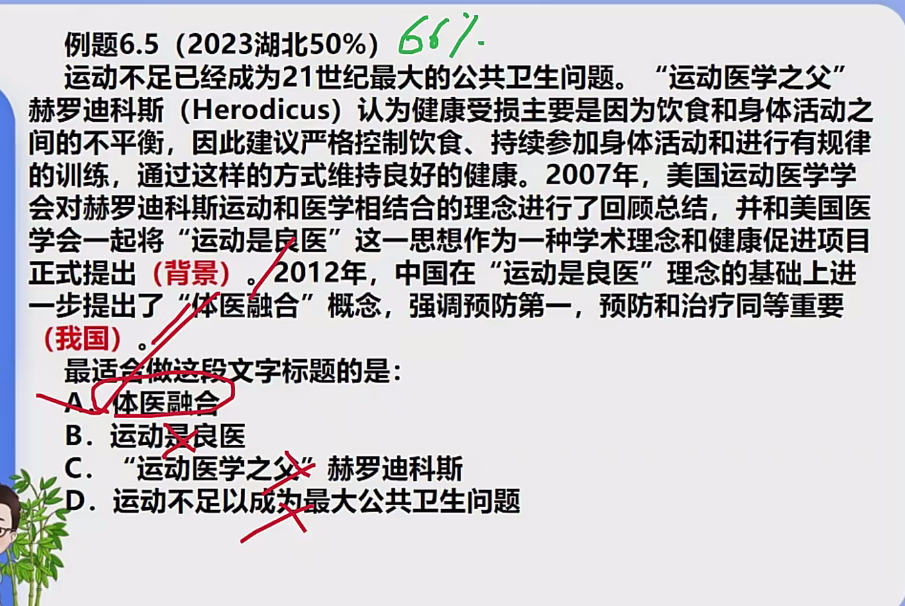 例题6.5（2023湖北50%） 66%
运动不足已经成为21世纪最大的公共卫生问题。“运动医学之父”
赫罗迪科斯（Herodicus）认为健康受损主要是因为饮食和身体活动之
间的不平衡，因此建议严格控制饮食、持续参加身体活动和进行有规律
的训练，通过这样的方式维持良好的健康。2007年，美国运动医学学
会对赫罗迪科斯运动和医学相结合的理念进行了回顾总结，并和美国医
学会一起将“运动是良医”这一思想作为一种学术理念和健康促进项目
正式提出（背景）。2012年，中国在“运动是良医”理念的基础上进
一步提出了“体医融合”概念，强调预防第一，预防和治疗同等重要
（我国）。
最适合做这段文字标题的是：
A．体医融合
B．运动是良医
C．“运动医学之父”赫罗迪科斯
D．运动不足以成为最大公共卫生问题